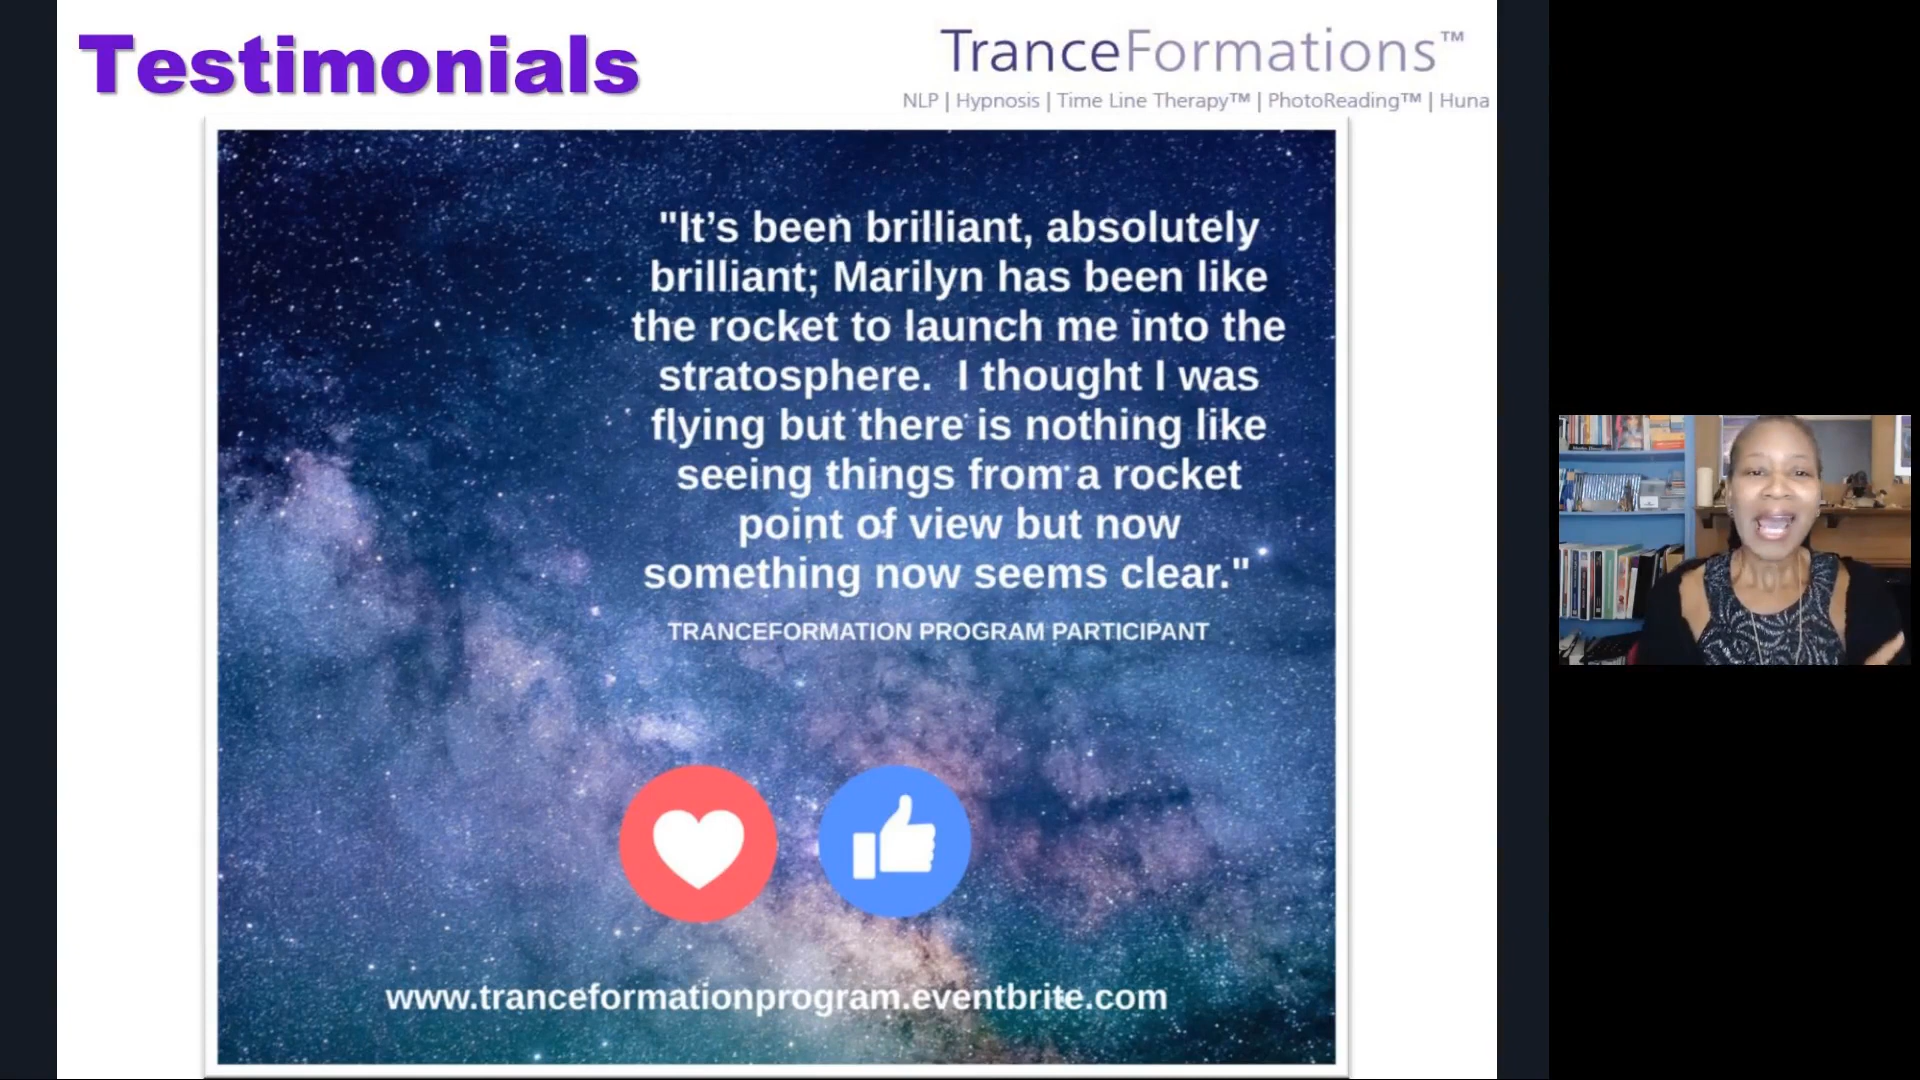 Testimonials
TranceFormations™
NLP | Hypnosis | Time Line Therapy™ | PhotoReading™ | Huna
"It’s been brilliant, absolutely
brilliant; Marilyn has been like
the rocket to launch me into the
stratosphere.  I thought I was
flying but there is nothing like
seeing things from a rocket
point of view but now
something now seems clear."
TRANCEFORMATION PROGRAM PARTICIPANT
www.tranceformationprogram.eventbrite.com